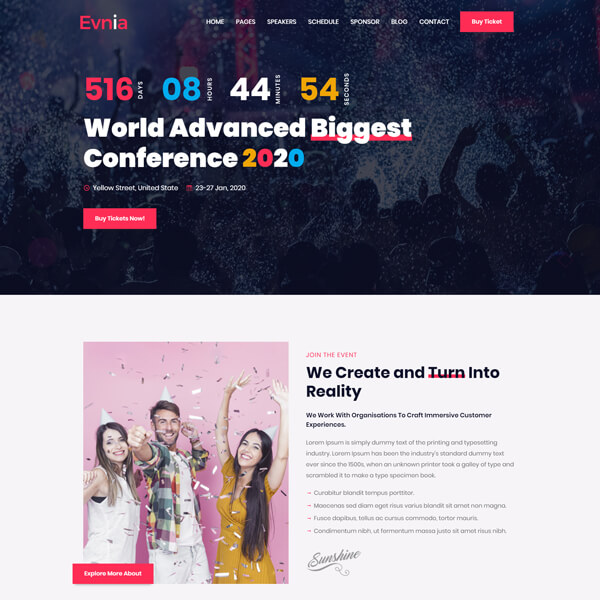 Evnia
HOME PAGES SPEAKERS SCHEDULE SPONSOR BLOG CONTACT Buy Ticket
516 DAYS 08 HOURS 44 MINUTES 54 SECONDS
World Advanced Biggest
Conference 2020
Yellow Street, United State 23-27 Jan, 2020
Buy Tickets Now!
JOIN THE EVENT
We Create and Turn Into
Reality
We Work With Organisations To Craft Immersive Customer
Experiences.
Lorem Ipsum is simply dummy text of the printing and typesetting
industry. Lorem Ipsum has been the industry's standard dummy text
ever since the 1500s, when an unknown printer took a galley of type and
scrambled it to make a type specimen book.
→ Curabitur blandit tempus porttitor.
→ Maecenas sed diam eget risus varius blandit sit amet non magna.
→ Fusce dapibus, tellus ac cursus commodo, tortor mauris.
→ Condimentum nibh, ut fermentum massa justo sit amet risus nibh.
Sunshine
Explore More About